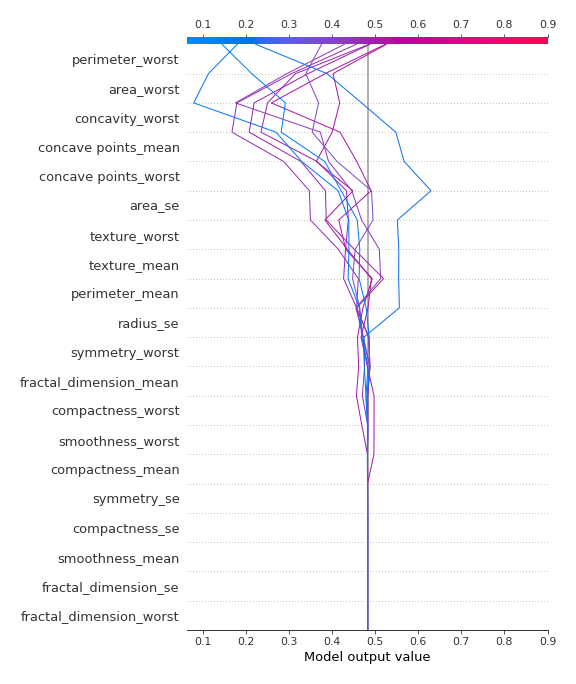 0.1 0.2 0.3 0.4 0.5 0.6 0.7 0.8 0.9
perimeter_worst
area_worst
concavity_worst
concave points_mean
concave points_worst
area_se
texture_worst
texture_mean
perimeter_mean
radius_se
symmetry_worst
fractal_dimension_mean
compactness_worst
smoothness_worst
compactness_mean
symmetry_se
compactness_se
smoothness_mean
fractal_dimension_se
fractal_dimension_worst
0.1 0.2 0.3 0.4 0.5 0.6 0.7 0.8 0.9
Model output value